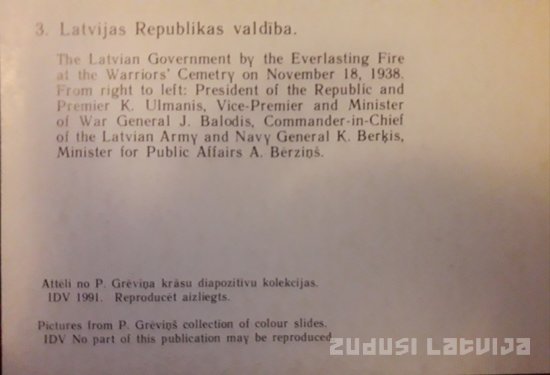 3. Latvijas Republikas valdība.
The Latvian Government by the Everlasting Fire
at the Warriors' Cemetry on November 18, 1938.
From right to left: President of the Republic and
Premier K. Ulmanis, Vice-Premier and Minister
of War General J. Balodis, Commander-in-Chief
of the Latvian Army and Navy General K. Berķis,
Minister for Public Affairs A. Bērziņš.
Attēli no P. Grēviņa krāsu diapozitīvu kolekcijas.
IDV 1991. Reproducēt aizliegts.
Pictures from P. Grēviņš collection of colour slides.
IDV No part of this publication may be reproduced
ZUDUSI LATVIJA